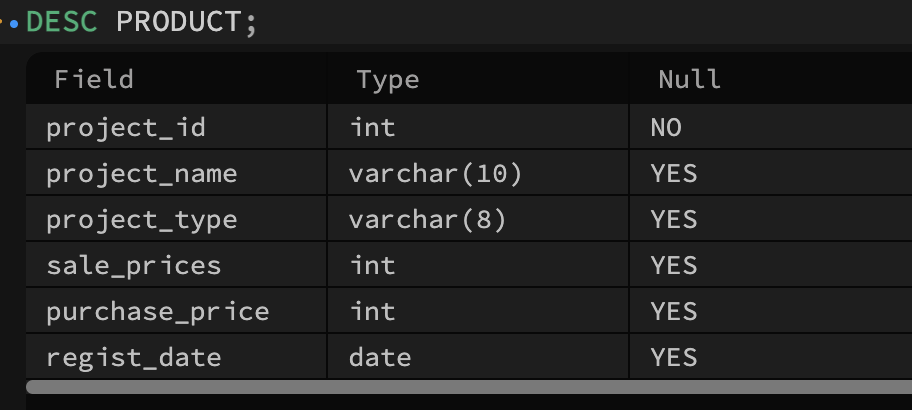 DESC PRODUCT;
Field Type Null
project_id int NO
project_name varchar(10) YES
project_type varchar(8) YES
sale_prices int YES
purchase_price int YES
regist_date date YES